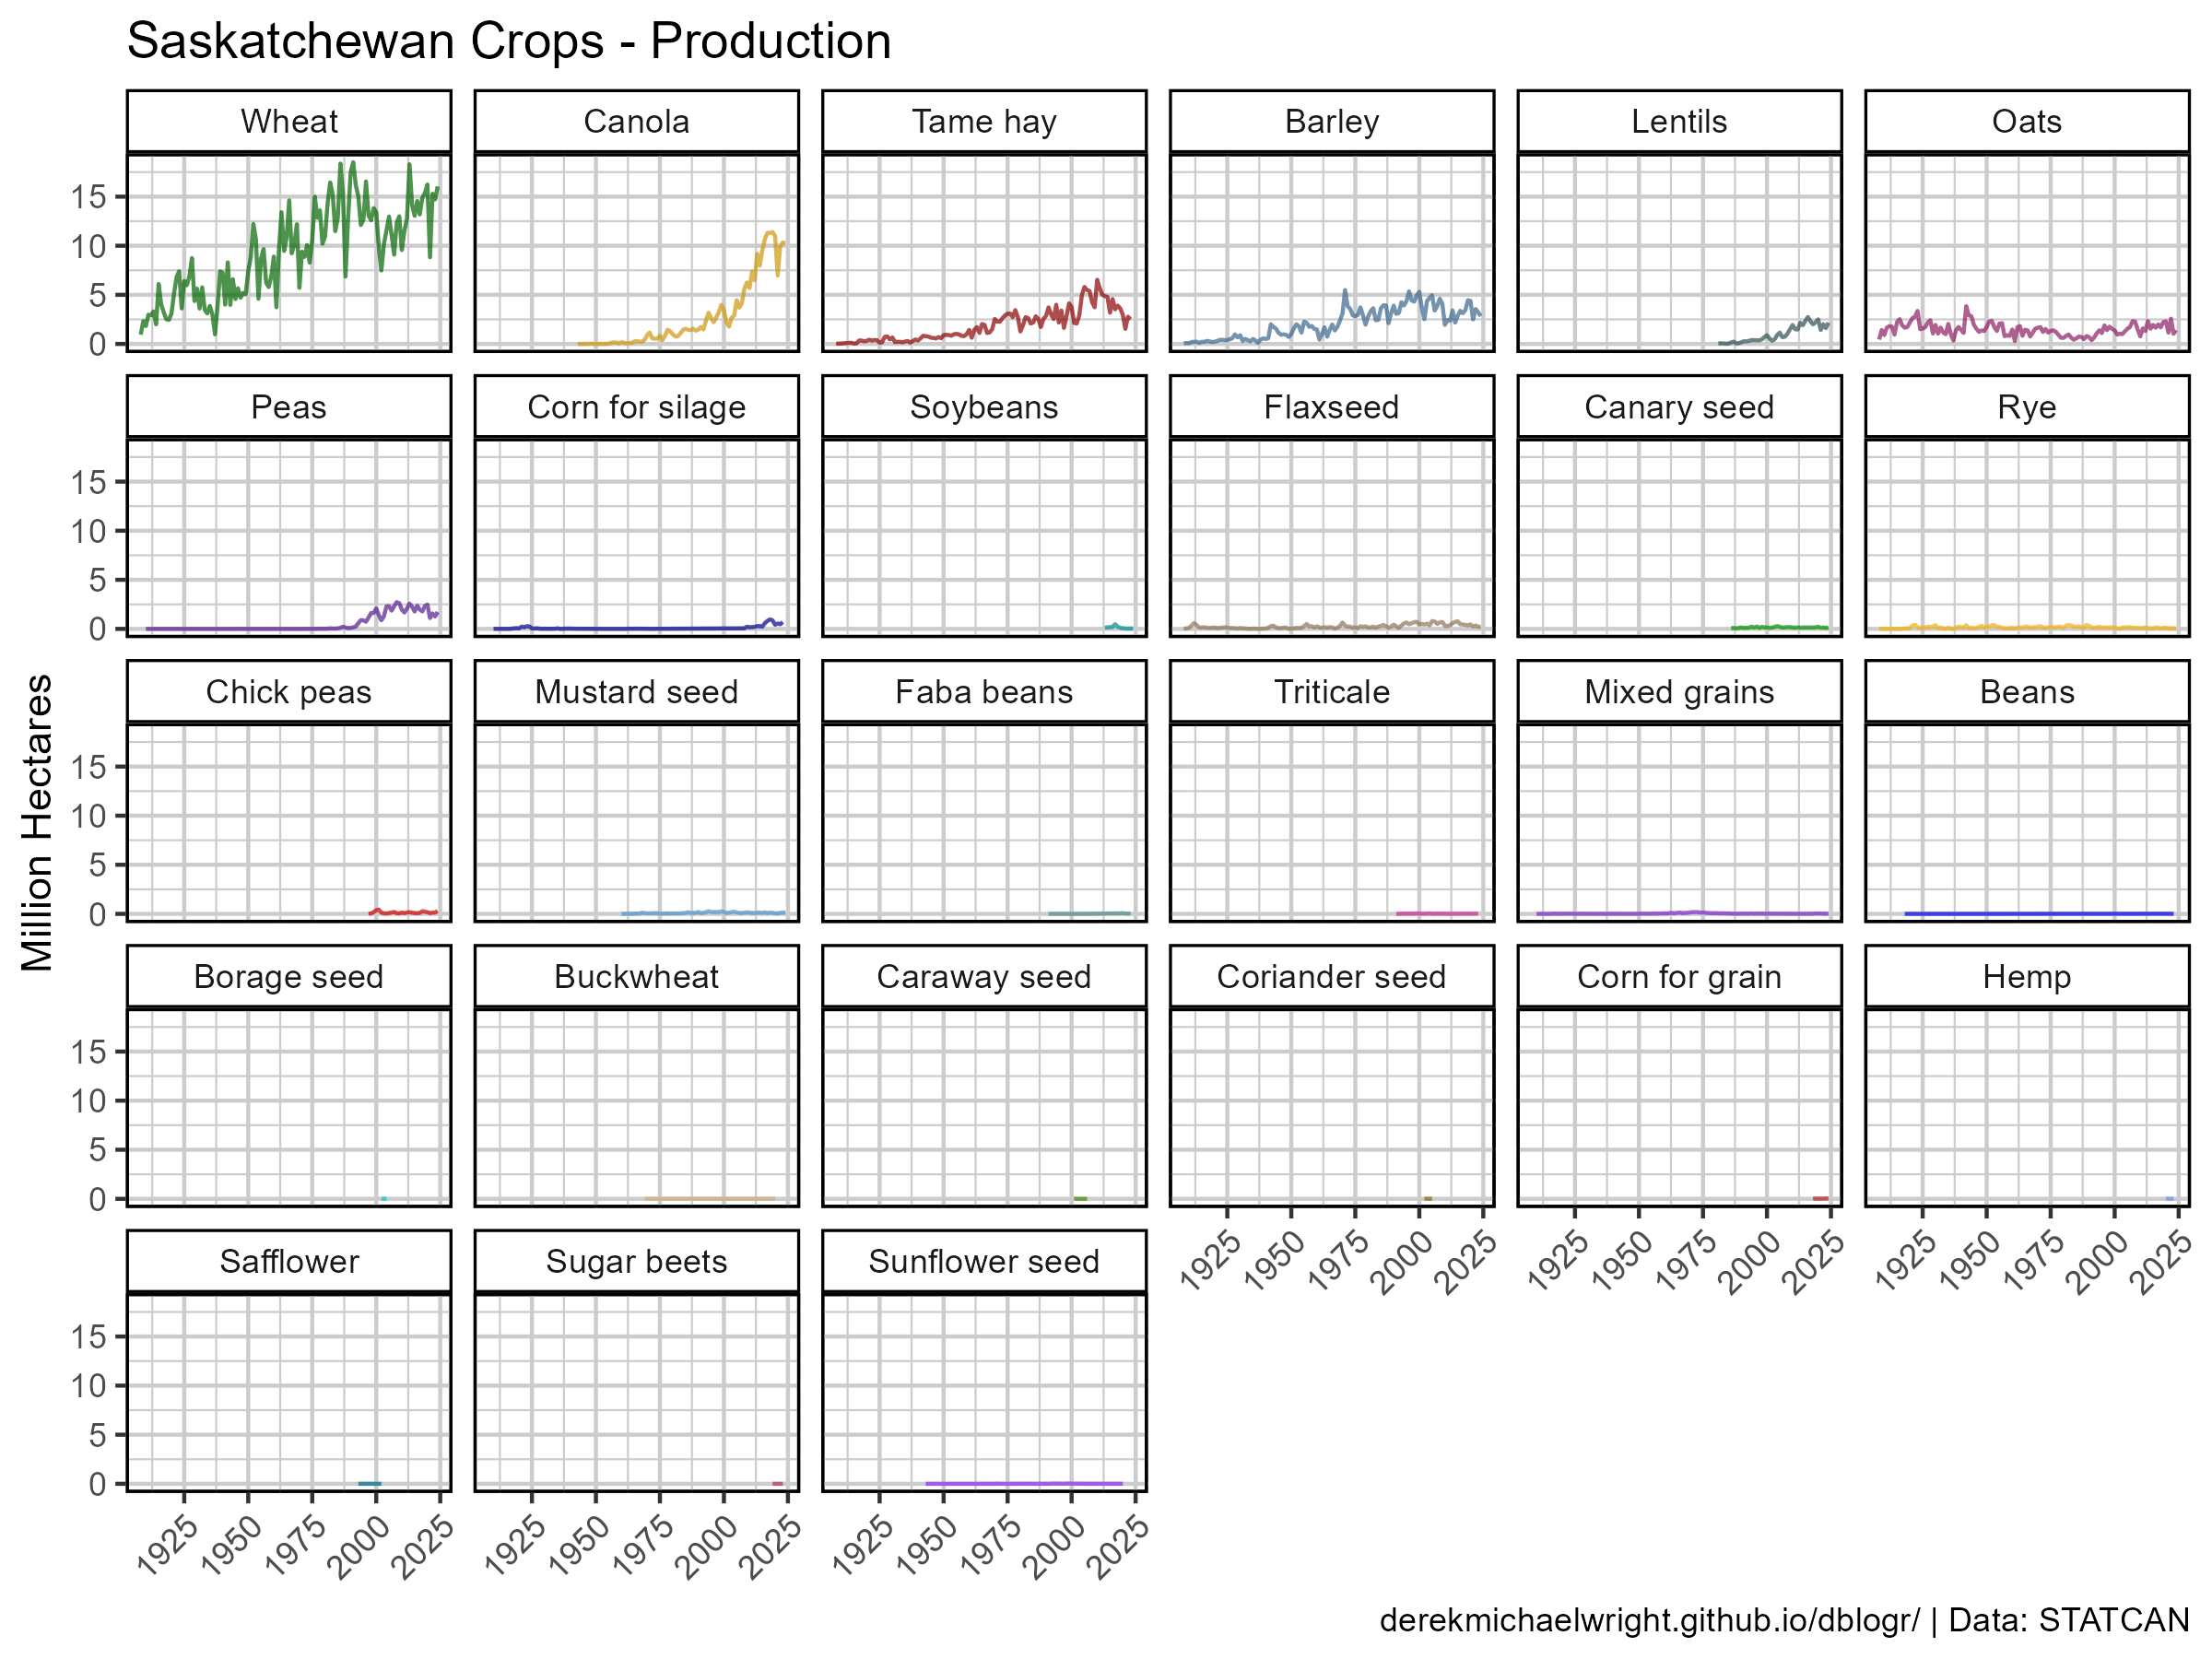 Saskatchewan Crops - Production
Wheat
Canola
Tame hay
Barley
Lentils
Oats
15
10
5
0
Peas
Corn for silage
Soybeans
Flaxseed
Canary seed
Rye
15
10
5
0
Million Hectares
Chick peas
Mustard seed
Faba beans
Triticale
Mixed grains
Beans
15
10
5
0
Borage seed
Buckwheat
Caraway seed
Coriander seed
Corn for grain
Hemp
15
10
5
0
1925 1950 1975 2000 2025
1925 1950 1975 2000 2025
1925 1950 1975 2000 2025
Safflower
Sugar beets
Sunflower seed
15
10
5
0
1925 1950 1975 2000 2025
1925 1950 1975 2000 2025
1925 1950 1975 2000 2025
derekmichaelwright.github.io/dblogr/ | Data: STATCAN